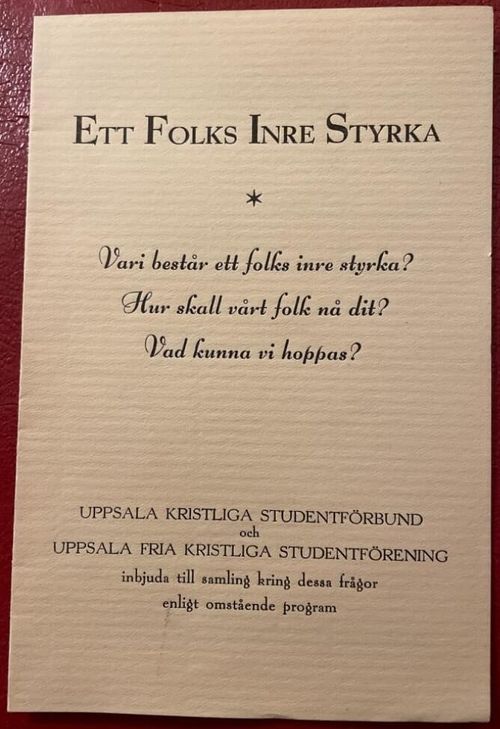 Ett Folks Inre Styrka
*
Vari består ett folks inre styrka?
Hur skall vårt folk nå dit?
Vad kunna vi hoppas?
UPPSALA KRISTLIGA STUDENTFÖRBUND
och
UPPSALA FRIA KRISTLIGA STUDENTFÖRENING
inbjuda till samling kring dessa frågor
enligt omstående program